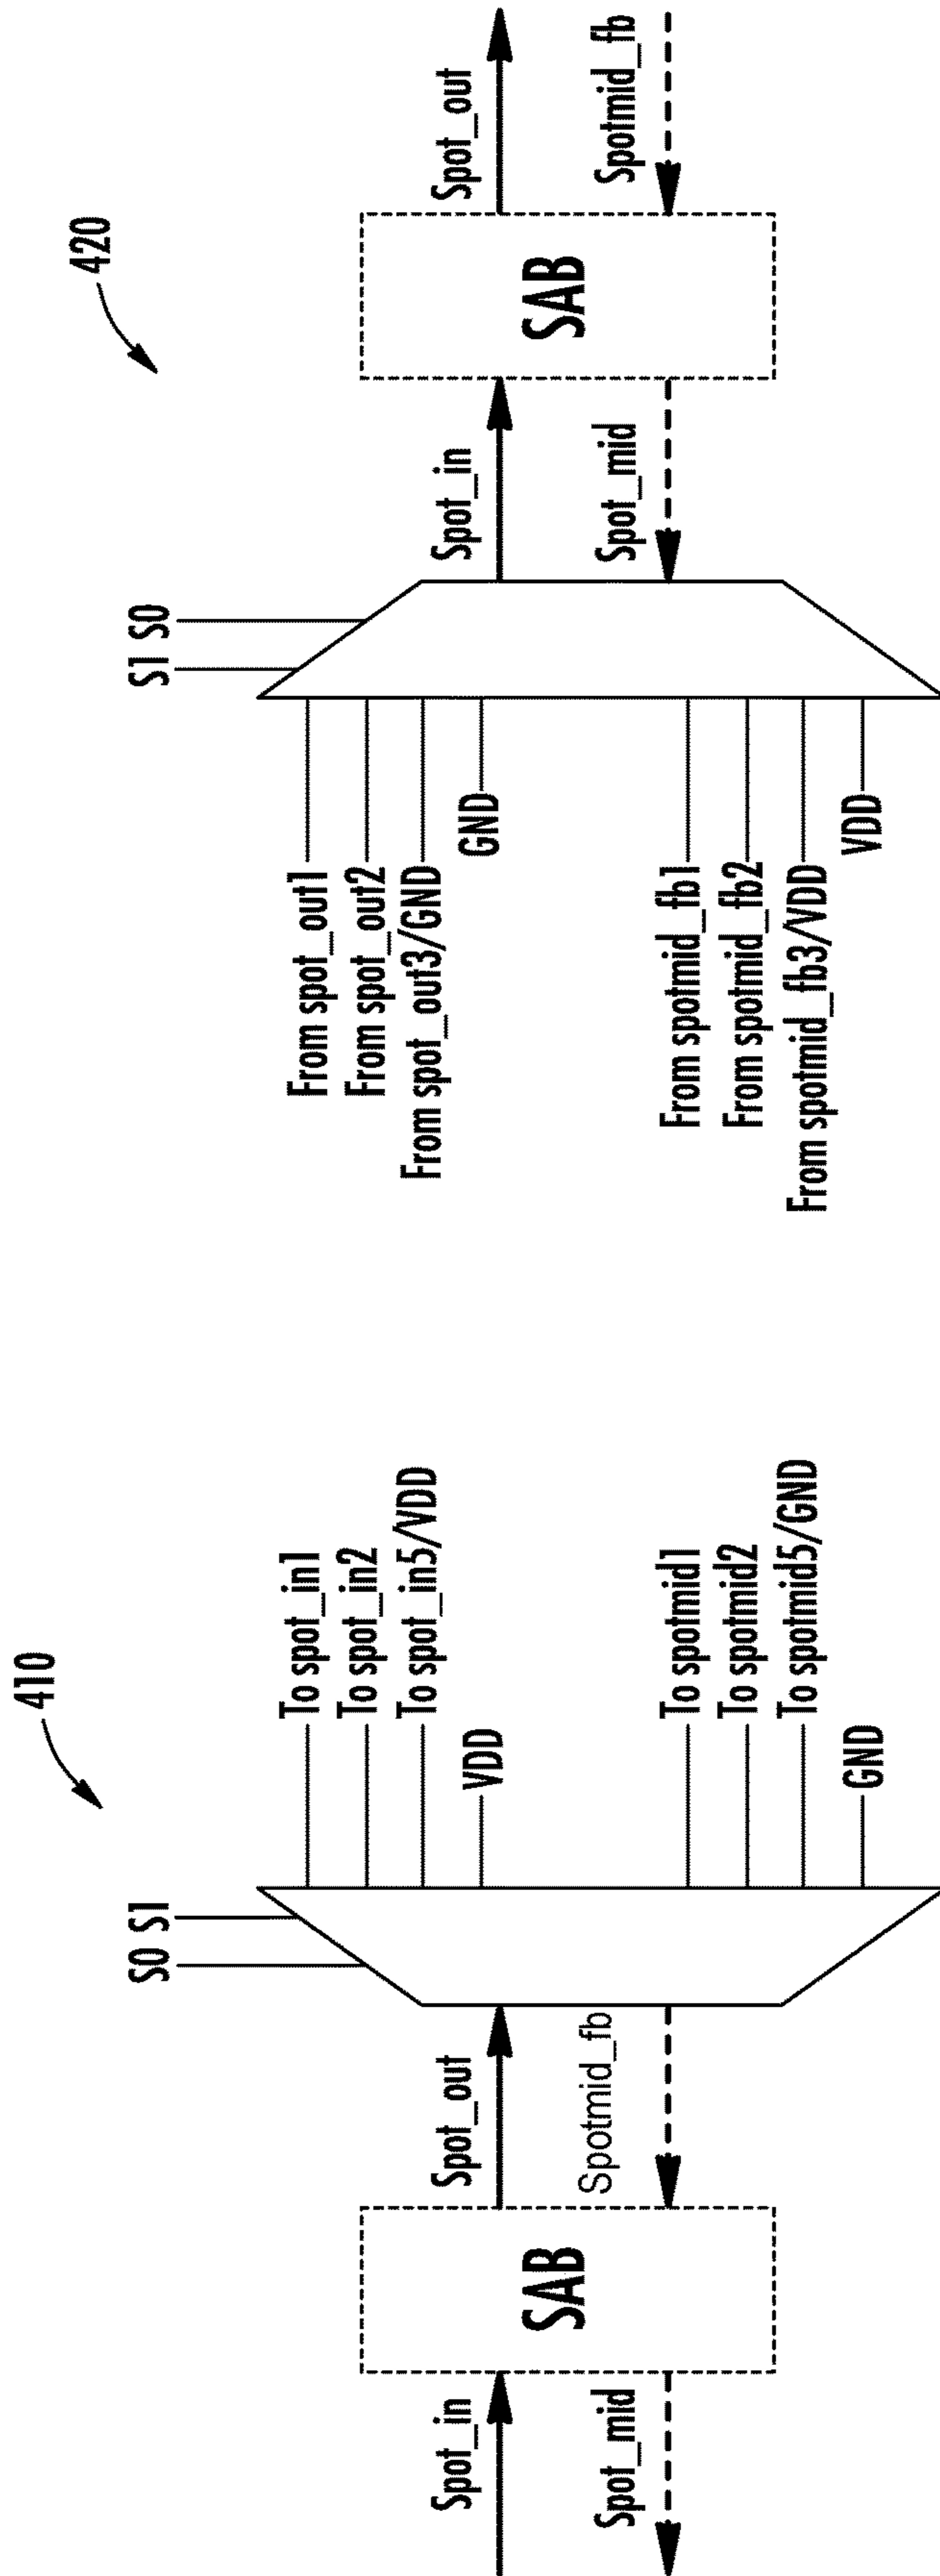 410
S0 S1
To spot_in1
To spot_in2
To spot_in5/VDD
VDD
Spot_in
SAB
Spot_out
Spot_mid
Spotmid_fb
To spotmid1
To spotmid2
To spotmid5/GND
GND
420
S1 S0
From spot_out1
From spot_out2
From spot_out3/GND
GND
Spot_in
SAB
Spot_out
Spot_mid
Spotmid_fb
From spotmid_fb1
From spotmid_fb2
From spotmid_fb3/VDD
VDD